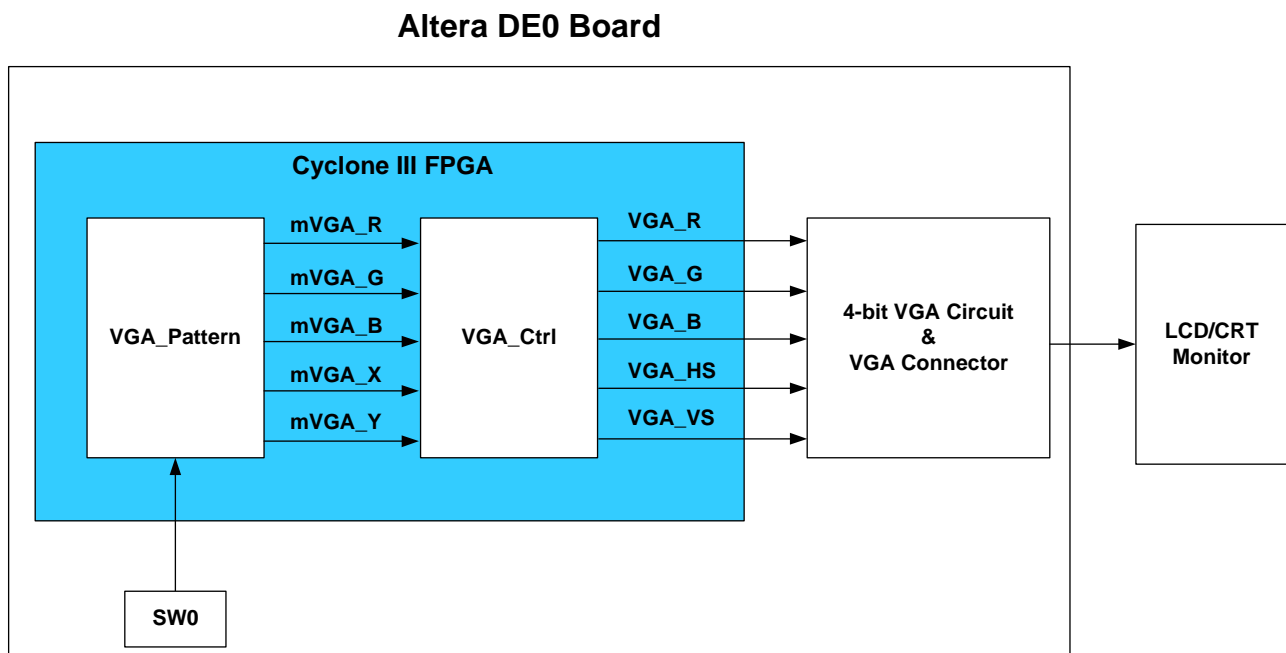 Altera DE0 Board
Cyclone III FPGA
VGA_Pattern
mVGA_R
mVGA_G
mVGA_B
mVGA_X
mVGA_Y
VGA_Ctrl
VGA_R
VGA_G
VGA_B
VGA_HS
VGA_VS
4-bit VGA Circuit
&
VGA Connector
LCD/CRT
Monitor
SW0